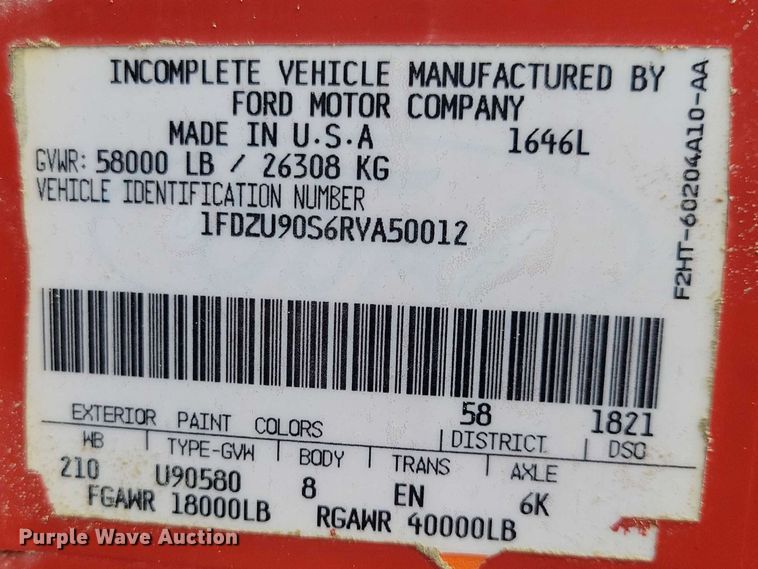 INCOMPLETE VEHICLE MANUFACTURED BY
FORD MOTOR COMPANY
MADE IN U.S.A 1646L
GVWR: 58000 LB / 26308 KG
VEHICLE IDENTIFICATION NUMBER
1FDZU90S6RVA50012
F2HT-60204A10-AA
58 1821
EXTERIOR PAINT COLORS DISTRICT DSO
WB TYPE-GVW BODY TRANS AXLE
210 U90580 8 EN 6K
FGAWR 18000LB RGAWR 40000LB
Purple Wave Auction